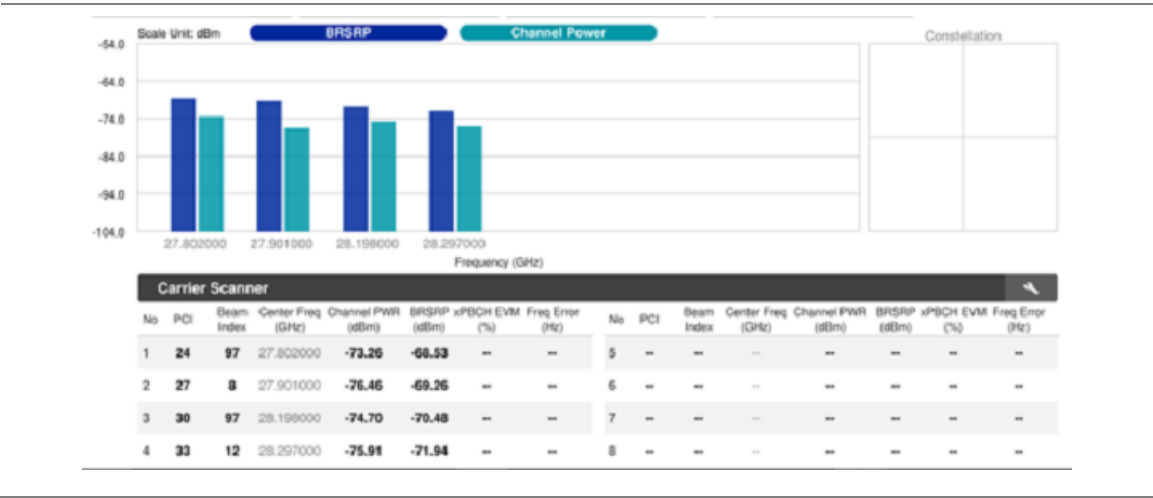 Scale Unit: dBm BRSRP Channel Power Constellation
-54.0
-64.0
-74.0
-84.0
-94.0
-104.0
27.802000 27.901000 28.198000 28.297000
Frequency (GHz)
Carrier Scanner
No PCI Beam Index Center Freq (GHz) Channel PWR (dBm) BRSRP (dBm) xPBCH EVM (%) Freq Error (Hz) No PCI Beam Index Center Freq (GHz) Channel PWR (dBm) BRSRP (dBm) xPBCH EVM (%) Freq Error (Hz)
1 24 97 27.802000 -73.26 -68.53 -- -- 5 -- -- -- -- -- -- --
2 27 8 27.901000 -76.46 -69.26 -- -- 6 -- -- -- -- -- -- --
3 30 97 28.198000 -74.70 -70.48 -- -- 7 -- -- -- -- -- -- --
4 33 12 28.297000 -75.91 -71.94 -- -- 8 -- -- -- -- -- -- --